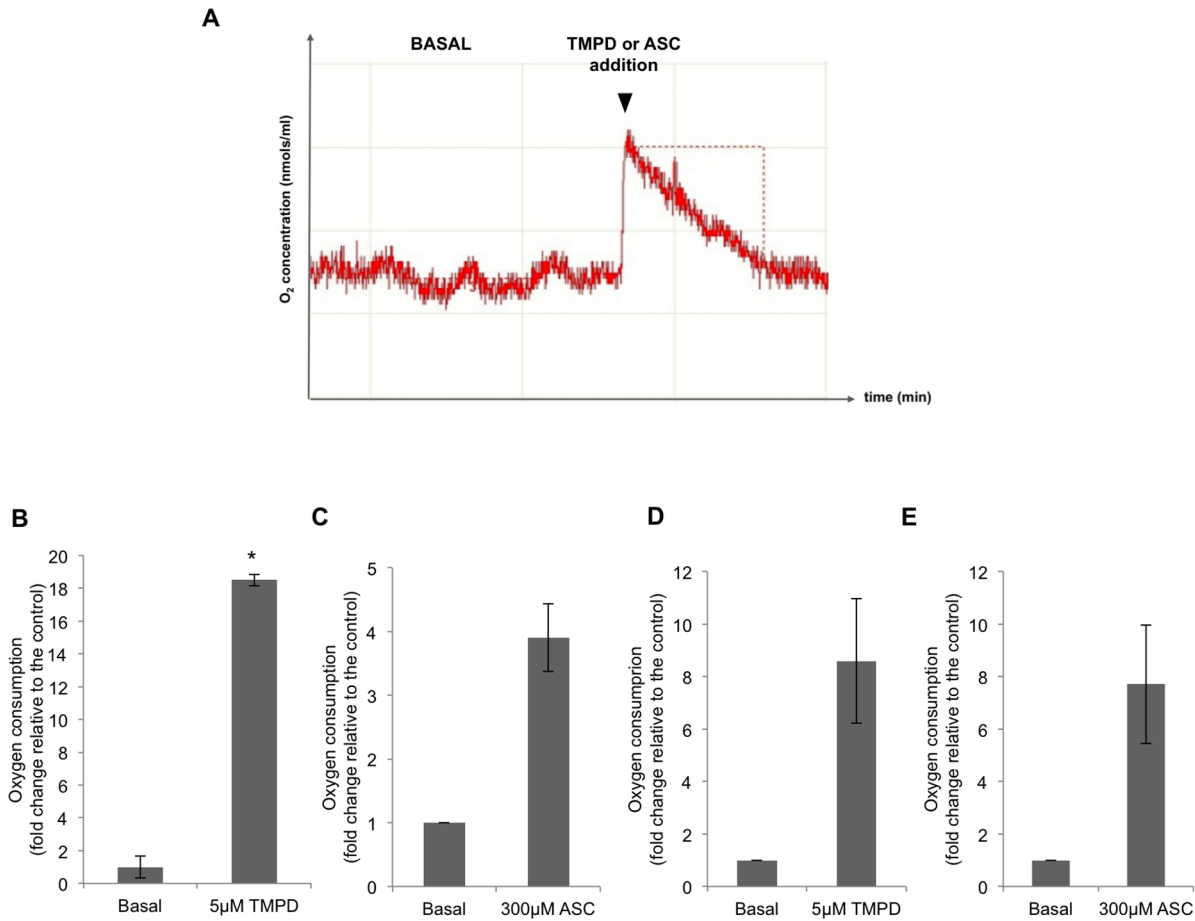 A
BASAL
TMPD or ASC
addition
O2 concentration (nmols/ml)
time (min)
B
Oxygen consumption
(fold change relative to the control)
20
18
16
14
12
10
8
6
4
2
0
*
Basal
5μM TMPD
C
Oxygen consumption
(fold change relative to the control)
5
4
3
2
1
0
Basal
300μM ASC
D
Oxygen consumprion
(fold change relative to the control)
12
10
8
6
4
2
0
Basal
5μM TMPD
E
Oxygen consumption
(fold change relative to the control)
12
10
8
6
4
2
0
Basal
300μM ASC